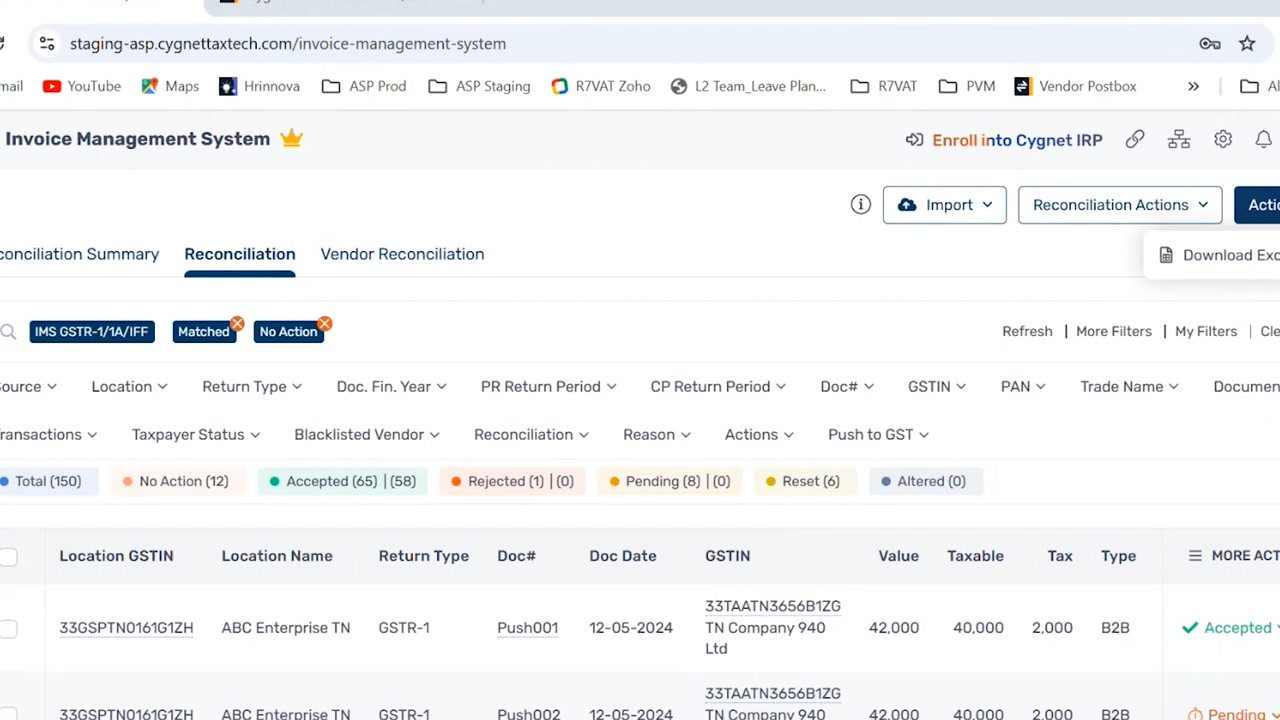 staging-asp.cygnettaxtech.com/invoice-management-system
mail YouTube Maps Hrinnova ASP Prod ASP Staging R7VAT Zoho L2 Team_Leave Plan... R7VAT PVM Vendor Postbox » Al
Invoice Management System Enroll into Cygnet IRP
Import Reconciliation Actions Actio
conciliation Summary Reconciliation Vendor Reconciliation Download Exc
IMS GSTR-1/1A/IFF Matched No Action Refresh | More Filters | My Filters | Cle
ource Location Return Type Doc. Fin. Year PR Return Period CP Return Period Doc# GSTIN PAN Trade Name Documen
ransactions Taxpayer Status Blacklisted Vendor Reconciliation Reason Actions Push to GST
Total (150) No Action (12) Accepted (65) | (58) Rejected (1) | (0) Pending (8) | (0) Reset (6) Altered (0)
Location GSTIN Location Name Return Type Doc# Doc Date GSTIN Value Taxable Tax Type MORE ACT
33GSPTN0161G1ZH ABC Enterprise TN GSTR-1 Push001 12-05-2024 33TAATN3656B1ZG TN Company 940 Ltd 42,000 40,000 2,000 B2B Accepted
33GSPTN0161G1ZH ABC Enterprise TN GSTR-1 Push002 12-05-2024 33TAATN3656B1ZG TN Company 940 42,000 40,000 2,000 B2B Pending